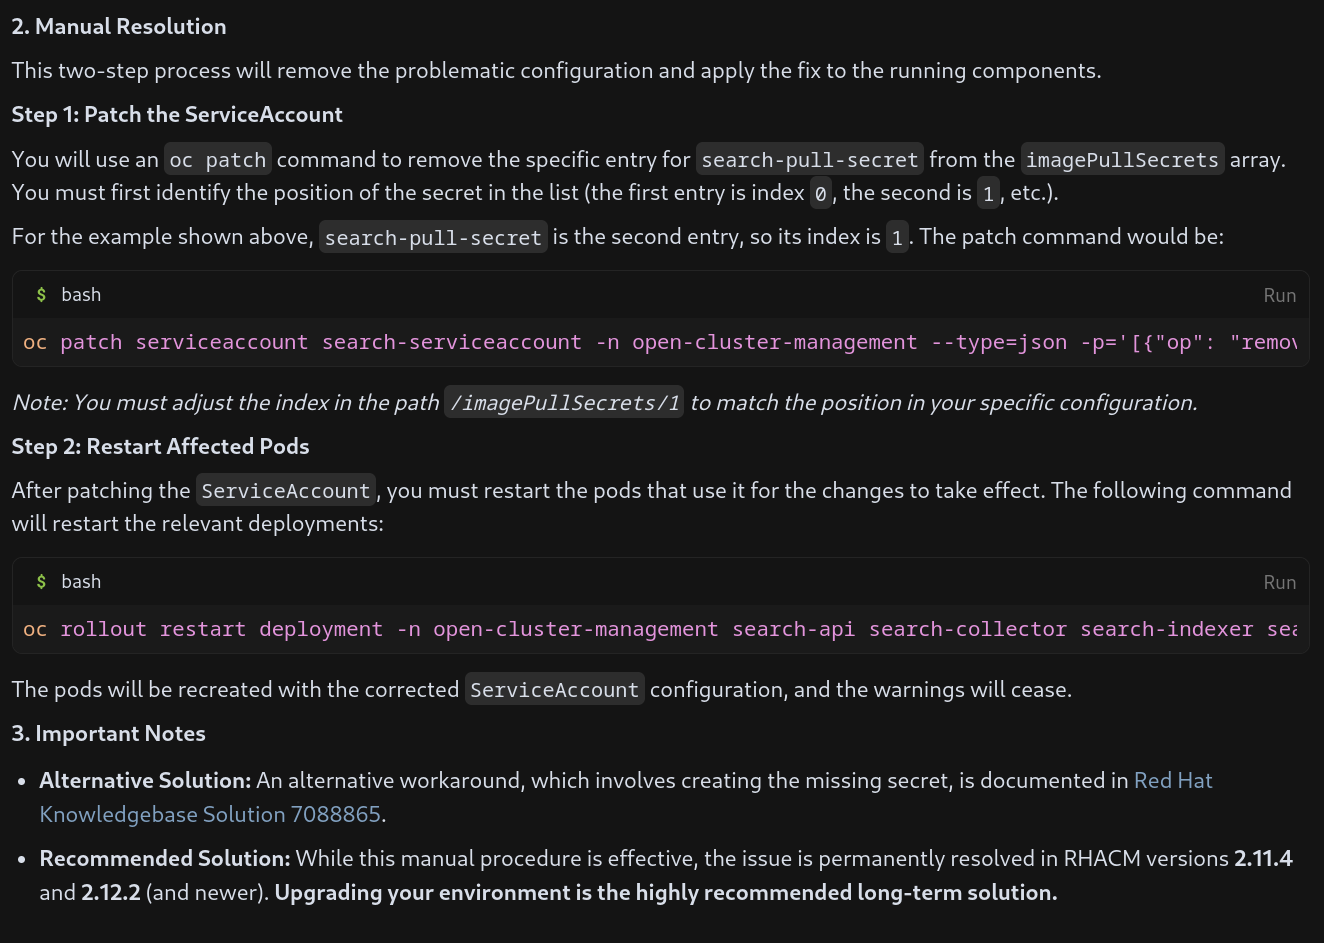 2. Manual Resolution
This two-step process will remove the problematic configuration and apply the fix to the running components.
Step 1: Patch the ServiceAccount
You will use an oc patch command to remove the specific entry for search-pull-secret from the imagePullSecrets array.
You must first identify the position of the secret in the list (the first entry is index 0, the second is 1, etc.).
For the example shown above, search-pull-secret is the second entry, so its index is 1. The patch command would be:
$ bash Run
oc patch serviceaccount search-serviceaccount -n open-cluster-management --type=json -p='[{"op": "remov
Note: You must adjust the index in the path /imagePullSecrets/1 to match the position in your specific configuration.
Step 2: Restart Affected Pods
After patching the ServiceAccount, you must restart the pods that use it for the changes to take effect. The following command
will restart the relevant deployments:
$ bash Run
oc rollout restart deployment -n open-cluster-management search-api search-collector search-indexer sea
The pods will be recreated with the corrected ServiceAccount configuration, and the warnings will cease.
3. Important Notes
• Alternative Solution: An alternative workaround, which involves creating the missing secret, is documented in Red Hat
Knowledgebase Solution 7088865.
• Recommended Solution: While this manual procedure is effective, the issue is permanently resolved in RHACM versions 2.11.4
and 2.12.2 (and newer). Upgrading your environment is the highly recommended long-term solution.